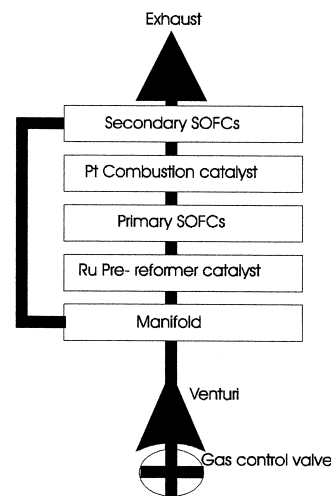 Exhaust
Secondary SOFCs
Pt Combustion catalyst
Primary SOFCs
Ru Pre- reformer catalyst
Manifold
Venturi
Gas control valve